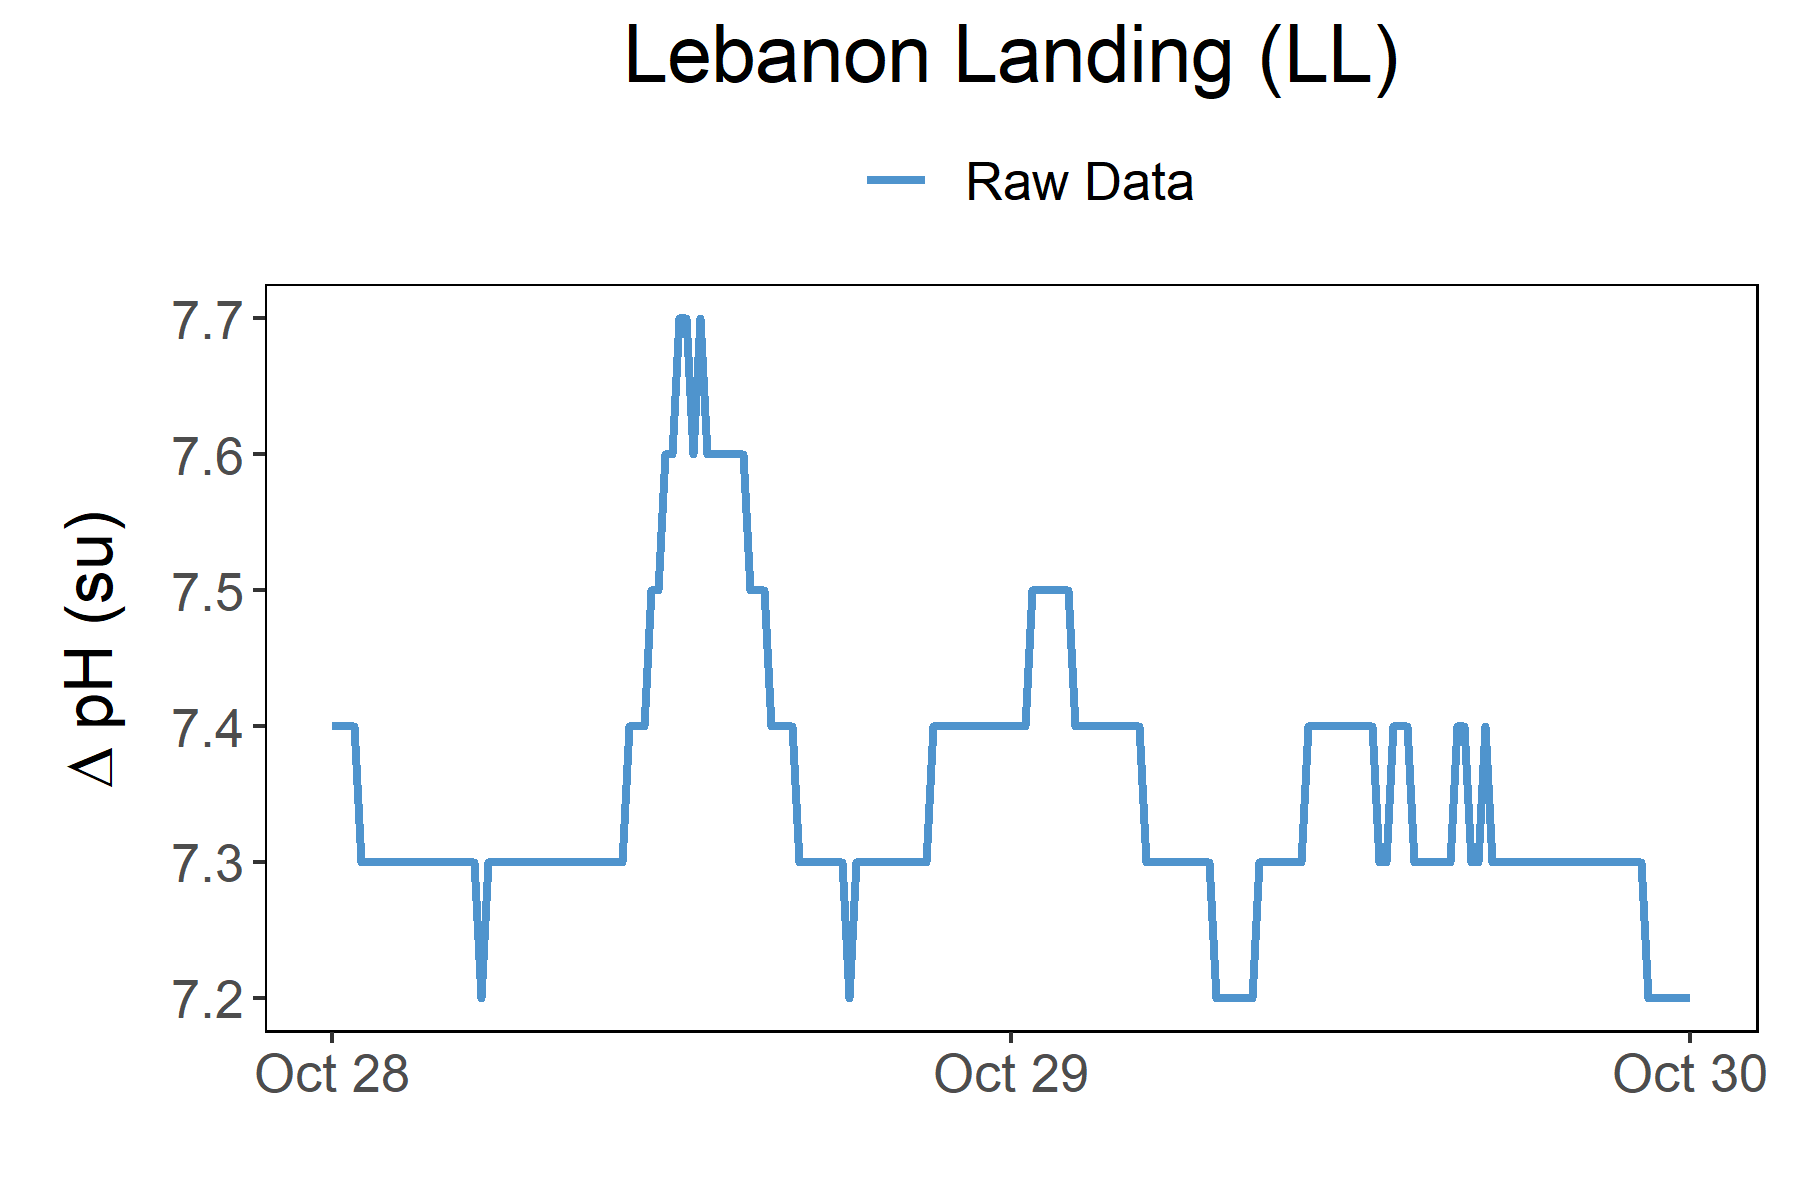 Lebanon Landing (LL)
Raw Data
Δ pH (su)
7.7
7.6
7.5
7.4
7.3
7.2
Oct 28
Oct 29
Oct 30